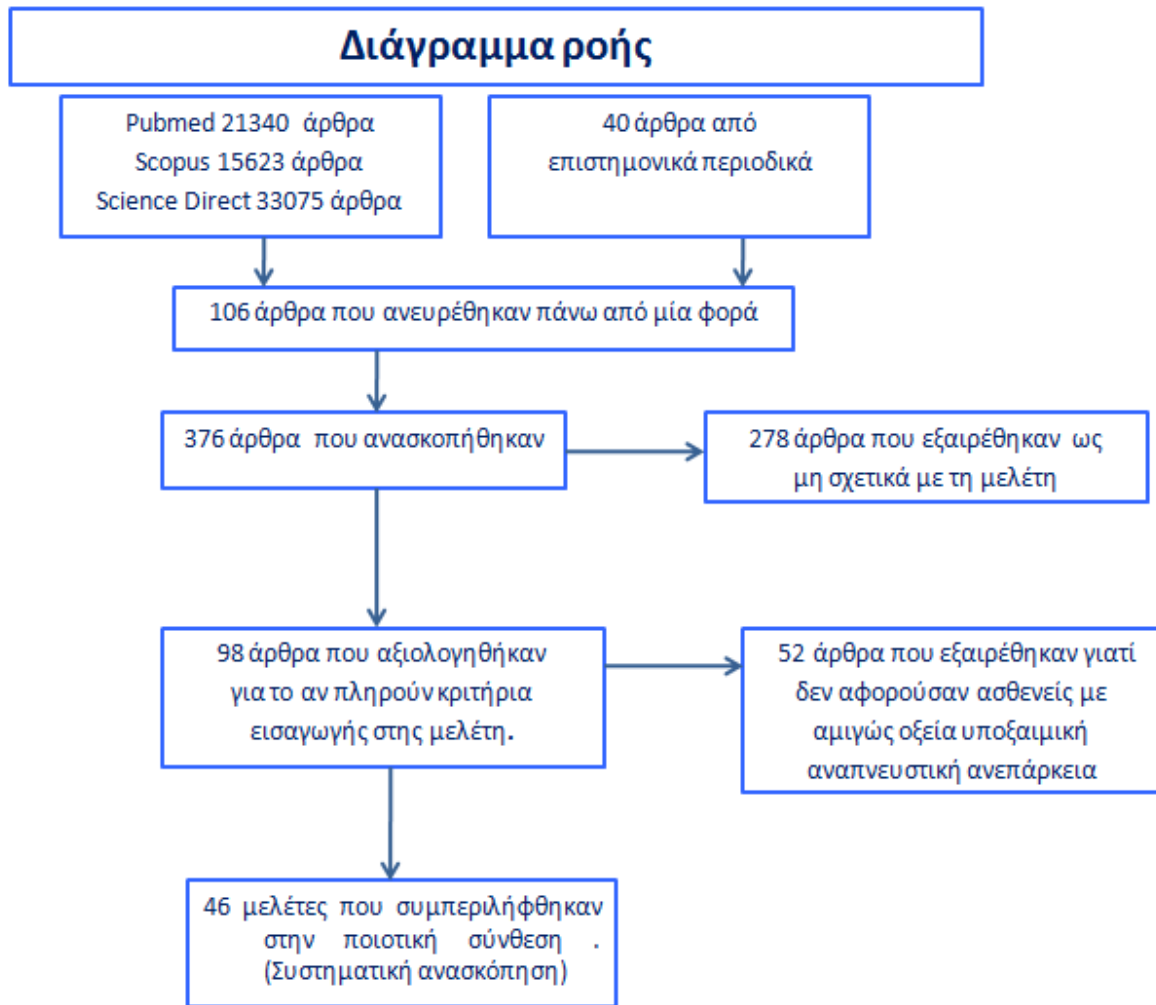 Διάγραμμα ροής
Pubmed 21340 άρθρα
Scopus 15623 άρθρα
Science Direct 33075 άρθρα
40 άρθρα από
επιστημονικά περιοδικά
106 άρθρα που ανευρέθηκαν πάνω από μία φορά
376 άρθρα που ανασκοπήθηκαν
278 άρθρα που εξαιρέθηκαν ως
μη σχετικά με τη μελέτη
98 άρθρα που αξιολογηθήκαν
για το αν πληρούν κριτήρια
εισαγωγής στης μελέτη.
52 άρθρα που εξαιρέθηκαν γιατί
δεν αφορούσαν ασθενείς με
αμιγώς οξεία υποξαιμική
αναπνευστική ανεπάρκεια
46 μελέτες που συμπεριλήφθηκαν
στην ποιοτική σύνθεση .
(Συστηματική ανασκόπηση)